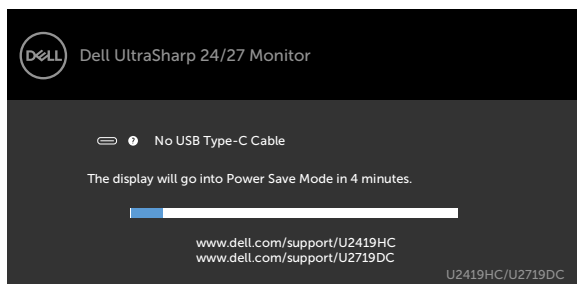 DELL
Dell UltraSharp 24/27 Monitor
? No USB Type-C Cable
The display will go into Power Save Mode in 4 minutes.
www.dell.com/support/U2419HC
www.dell.com/support/U2719DC
U2419HC/U2719DC